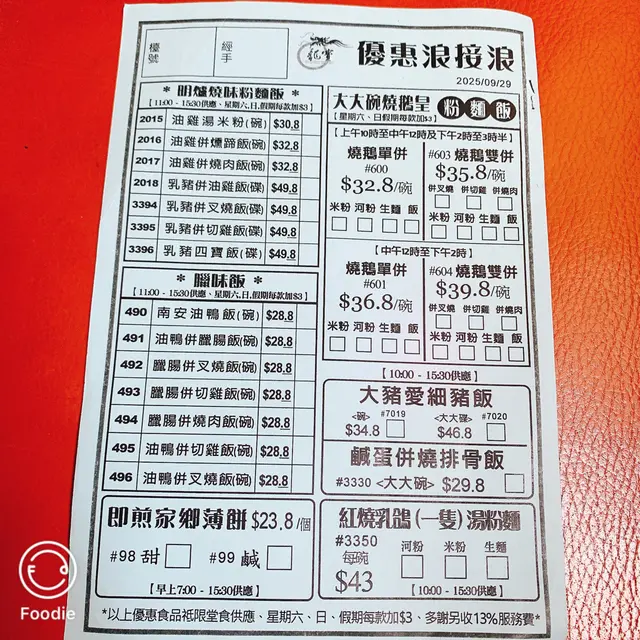 檯號
經手
龍寶
優惠浪接浪
2025/09/29
明爐燒味粉麵飯
【11:00 - 15:30供應、星期六,日,假期每款加$3】
2015 油雞湯米粉(碗) $30.8
2016 油雞併燻蹄飯(碗) $32.8
2017 油雞併燒肉飯(碗) $32.8
2018 乳豬併油雞飯(碟) $49.8
3394 乳豬併叉燒飯(碟) $49.8
3395 乳豬併切雞飯(碟) $49.8
3396 乳豬四寶飯(碟) $49.8
* 臘味飯 *
【11:00 - 15:30供應、星期六,日,假期每款加$3】
490 南安油鴨飯(碗) $28.8
491 油鴨併臘腸飯(碗) $28.8
492 臘腸併叉燒飯(碗) $28.8
493 臘腸併切雞飯(碗) $28.8
494 臘腸併燒肉飯(碗) $28.8
495 油鴨併切雞飯(碗) $28.8
496 油鴨併叉燒飯(碗) $28.8
即煎家鄉薄餅 $23.8/個
#98 甜 #99 鹹
【早上7:00 - 15:30供應】
大大碗燒鵝皇 粉麵飯
【星期六、日假期每款加$3】
【上午10時至中午12時及下午2時至3時半】
燒鵝單併
#600
$32.8/碗
米粉 河粉 生麵 飯
#603 燒鵝雙併
$35.8/碗
併叉燒 併切雞 併燒肉
米粉 河粉 生麵 飯
【中午12時至下午2時】
燒鵝單併
#601
$36.8/碗
米粉 河粉 生麵 飯
#604 燒鵝雙併
$39.8/碗
併叉燒 併切雞 併燒肉
米粉 河粉 生麵 飯
【10:00 - 15:30供應】
大豬愛細豬飯
<碗> #7019 <大大碟> #7020
$34.8 $46.8
鹹蛋併燒排骨飯
#3330 <大大碗> $29.8
紅燒乳鴿(一隻)湯粉麵
#3350
每碗
$43
河粉 米粉 生麵
【10:00 - 15:30供應】
*以上優惠食品祗限堂食供應、星期六、日、假期每款加$3、多謝另收13%服務費*
Foodie